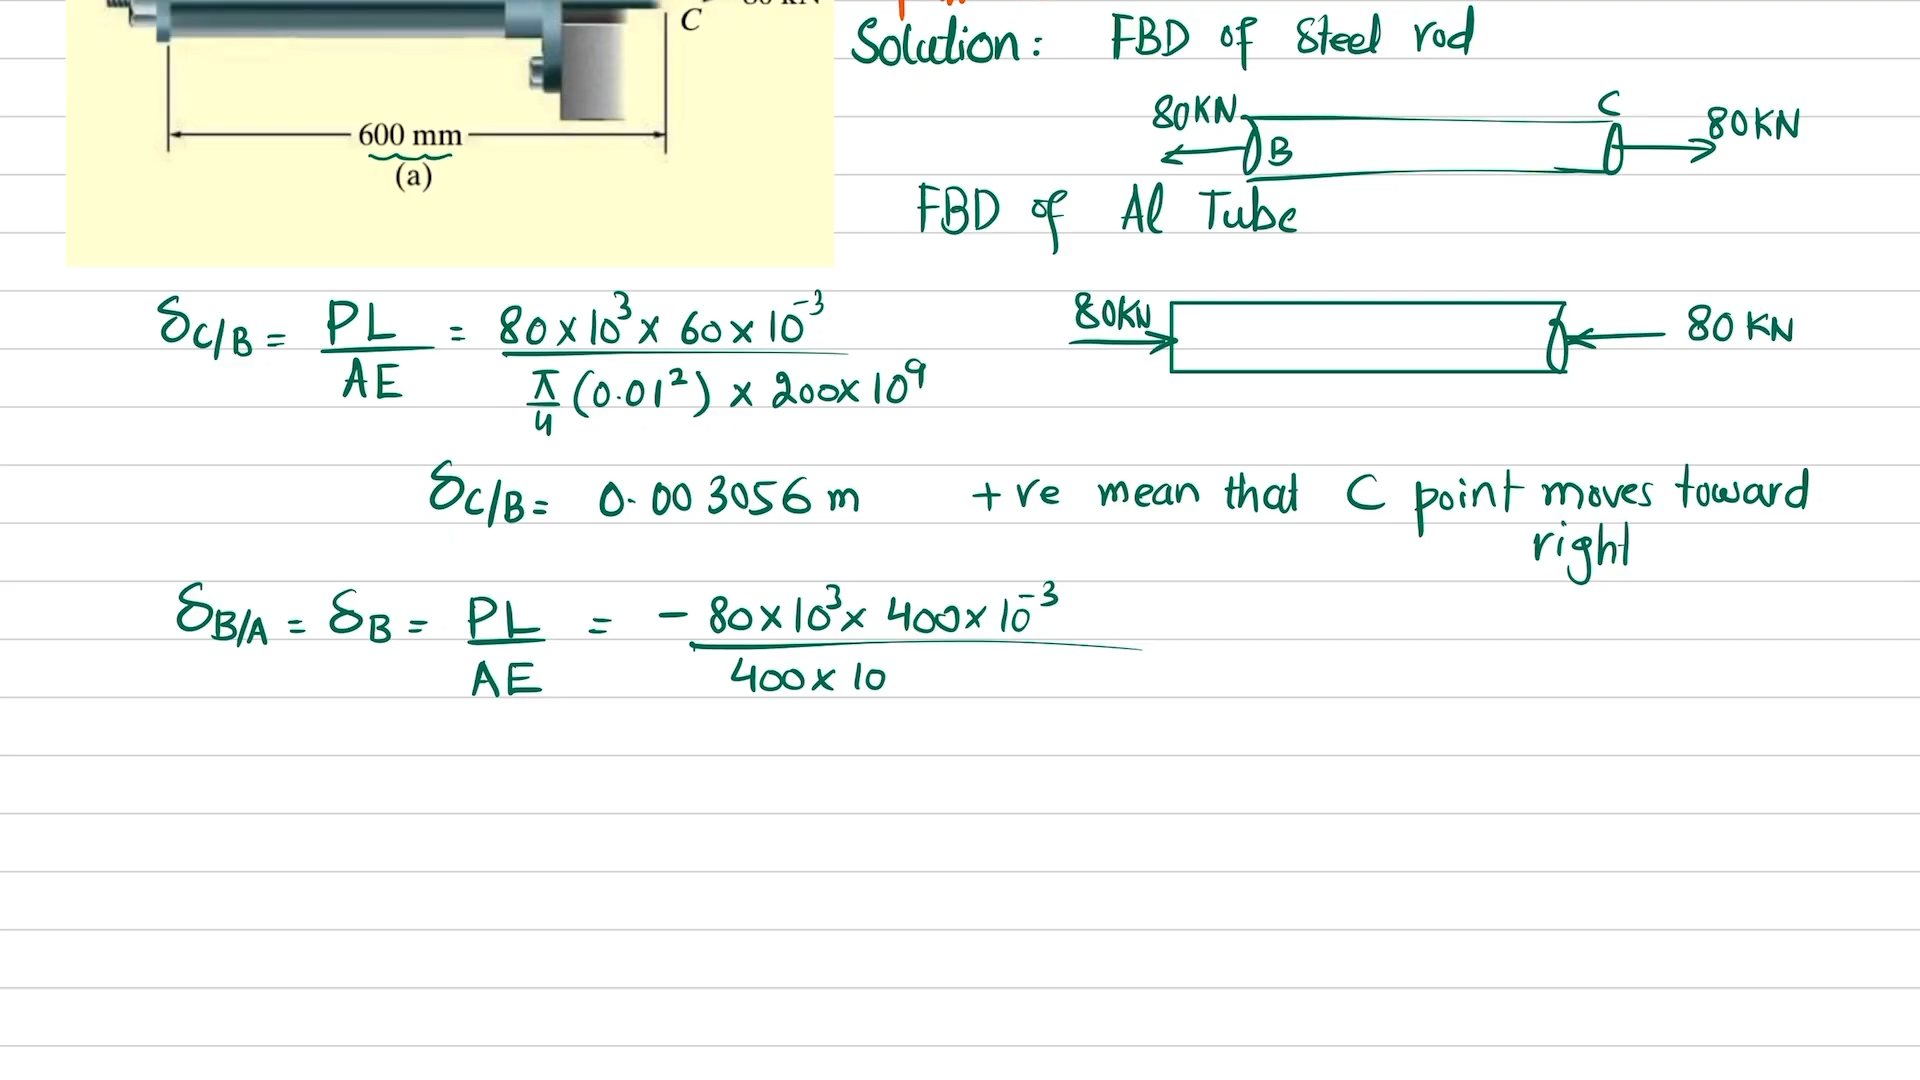 C
Solution: FBD of Steel rod
600 mm
(a)
80KN B C 80KN
FBD of Al Tube
δC/B = PL/AE = 80×10³× 60×10⁻³ / π/4 (0.01²) × 200×10⁹
80KN 80 KN
δC/B = 0.003056 m +ve mean that C point moves toward
right
δB/A = δB = PL/AE = - 80×10³× 400×10⁻³ / 400×10